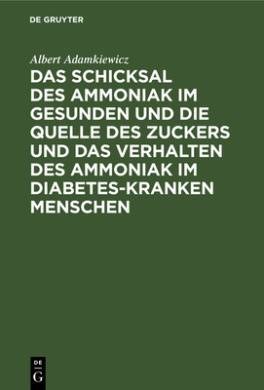 DE GRUYTER
Albert Adamkiewicz
DAS SCHICKSAL
DES AMMONIAK IM
GESUNDEN UND DIE
QUELLE DES ZUCKERS
UND DAS VERHALTEN
DES AMMONIAK IM
DIABETES-KRANKEN
MENSCHEN
DE
G